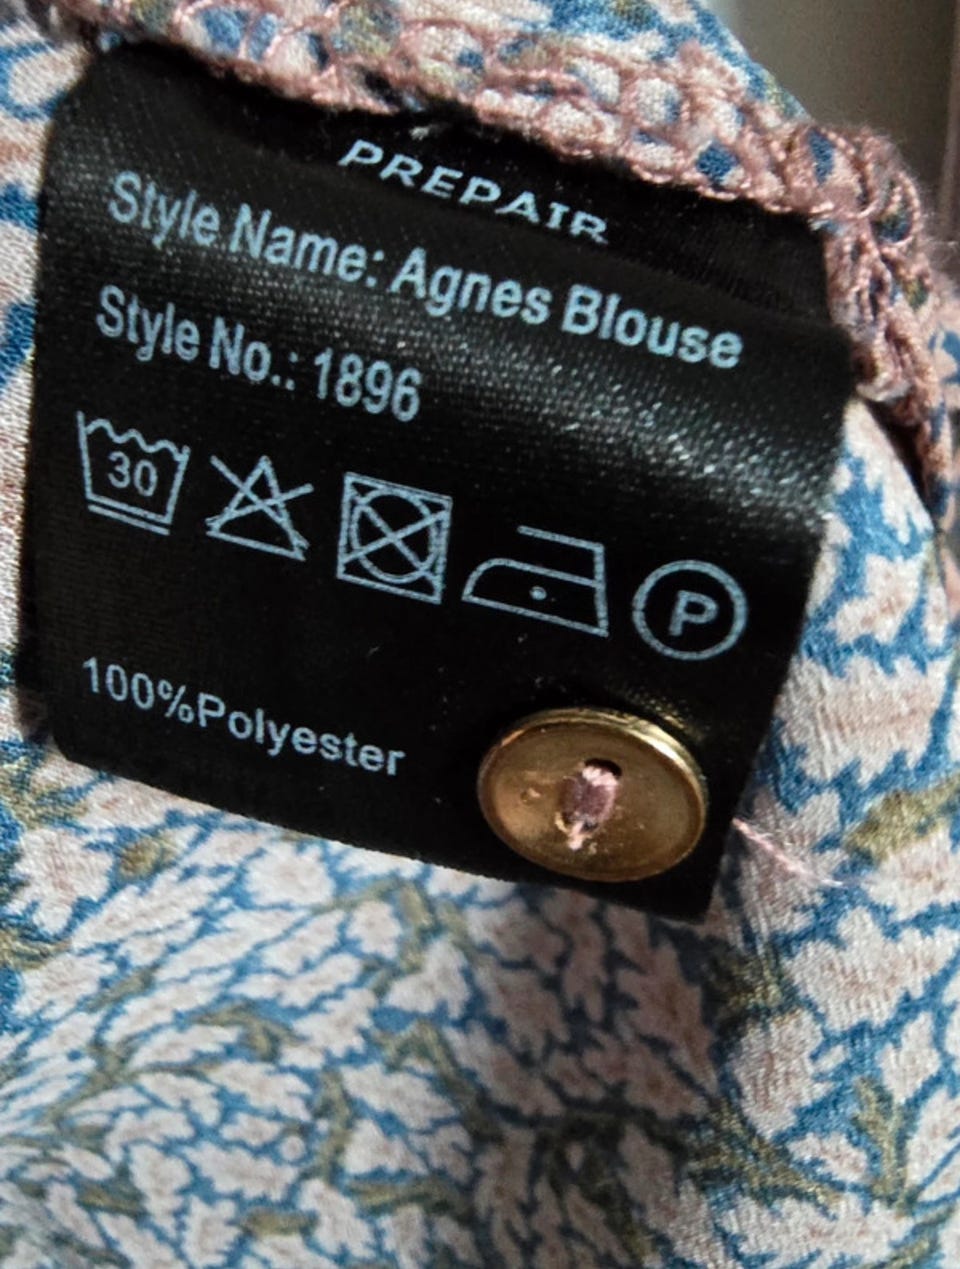 PREPAIR
Style Name: Agnes Blouse
Style No.: 1896
30
P
100%Polyester